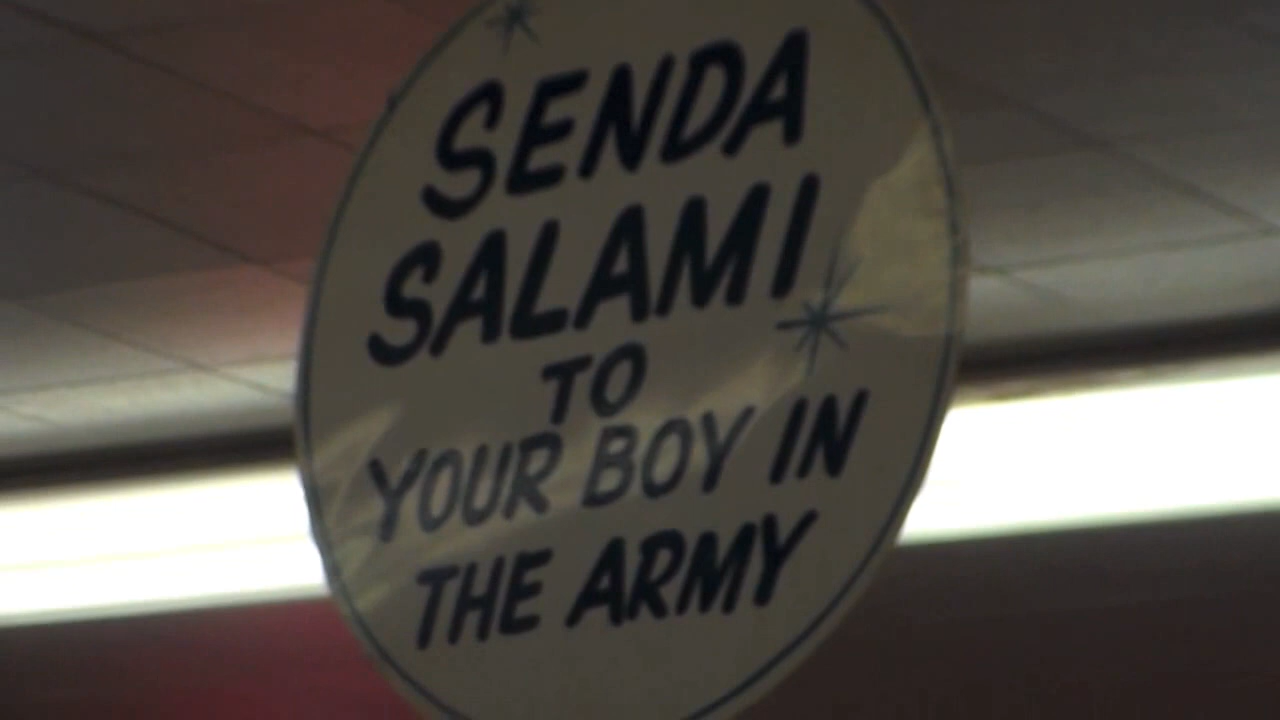 SENDA
SALAMI
TO
YOUR BOY IN
THE ARMY